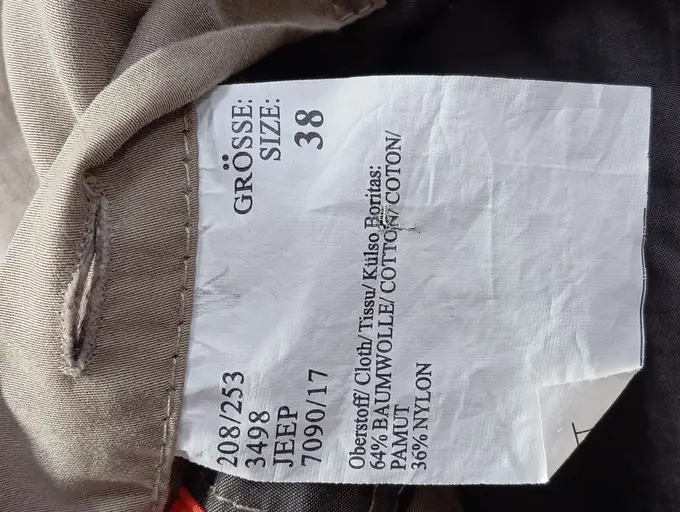 208/253
3498
JEEP
7090/17
GRÖSSE:
SIZE:
38
Oberstoff/ Cloth/ Tissu/ Külso Boritas:
64% BAUMWOLLE/ COTTON/ COTON/
PAMUT
36% NYLON